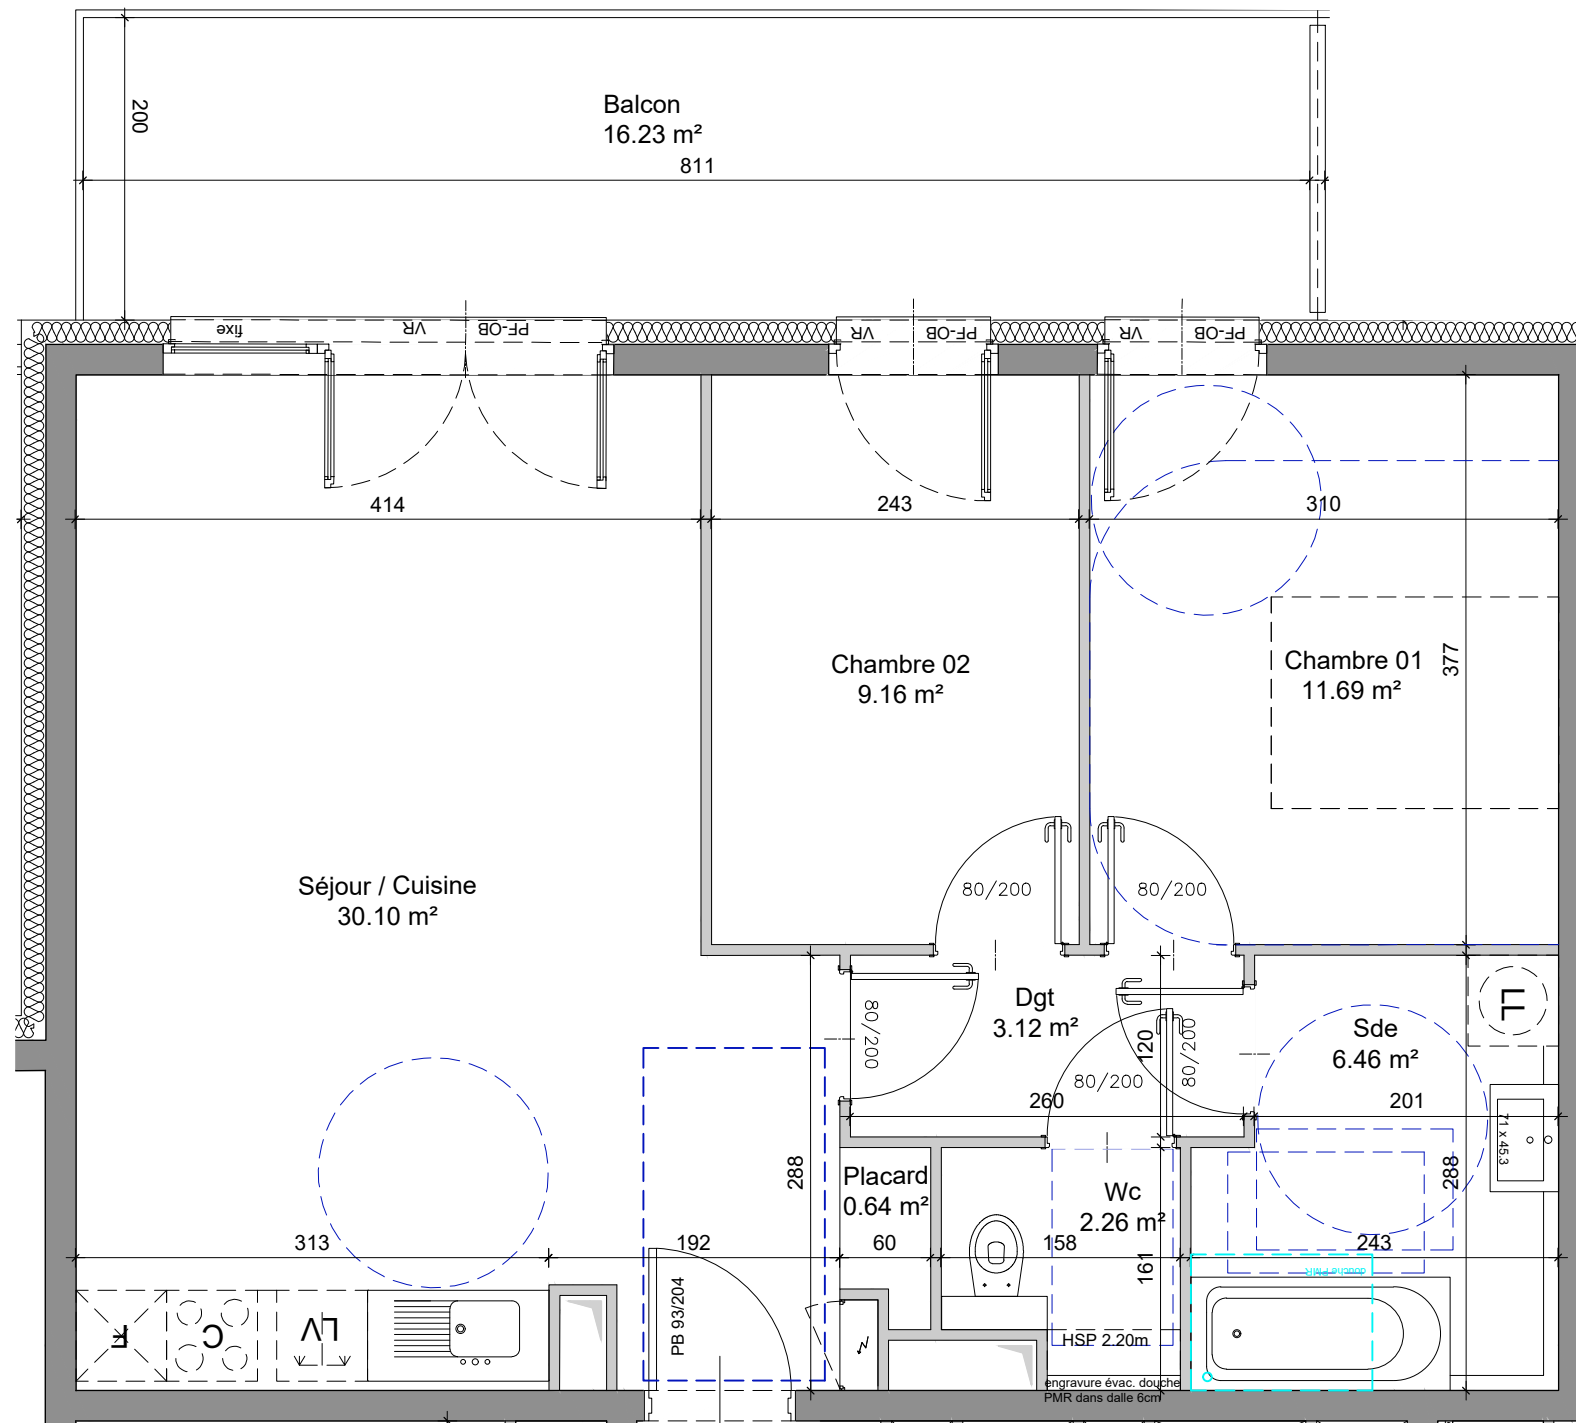 200
Balcon
16.23 m²
811
fixe
VR
PF-OB
VR
PF-OB
VR
PF-OB
414
243
310
Chambre 02
9.16 m²
Chambre 01
11.69 m²
377
Séjour / Cuisine
30.10 m²
80/200
80/200
80/200
Dgt
3.12 m²
120
80/200
80/200
Sde
6.46 m²
LL
260
201
71 x 45.3
288
Placard
0.64 m²
Wc
2.26 m²
288
313
192
60
158
161
243
douche PMR
PB 93/204
F
C
LV
HSP 2.20m
engravure évac. douche
PMR dans dalle 6cm